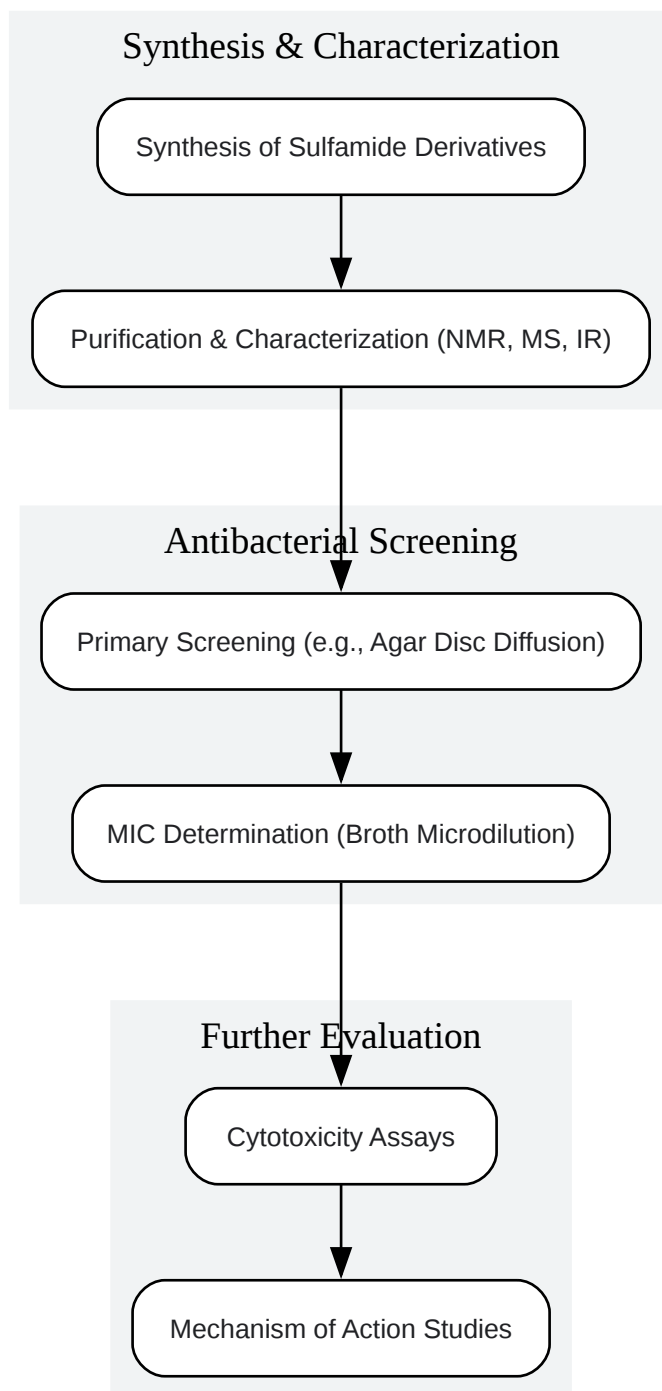 Synthesis & Characterization
Synthesis of Sulfamide Derivatives
Purification & Characterization (NMR, MS, IR)
Antibacterial Screening
Primary Screening (e.g., Agar Disc Diffusion)
MIC Determination (Broth Microdilution)
Further Evaluation
Cytotoxicity Assays
Mechanism of Action Studies